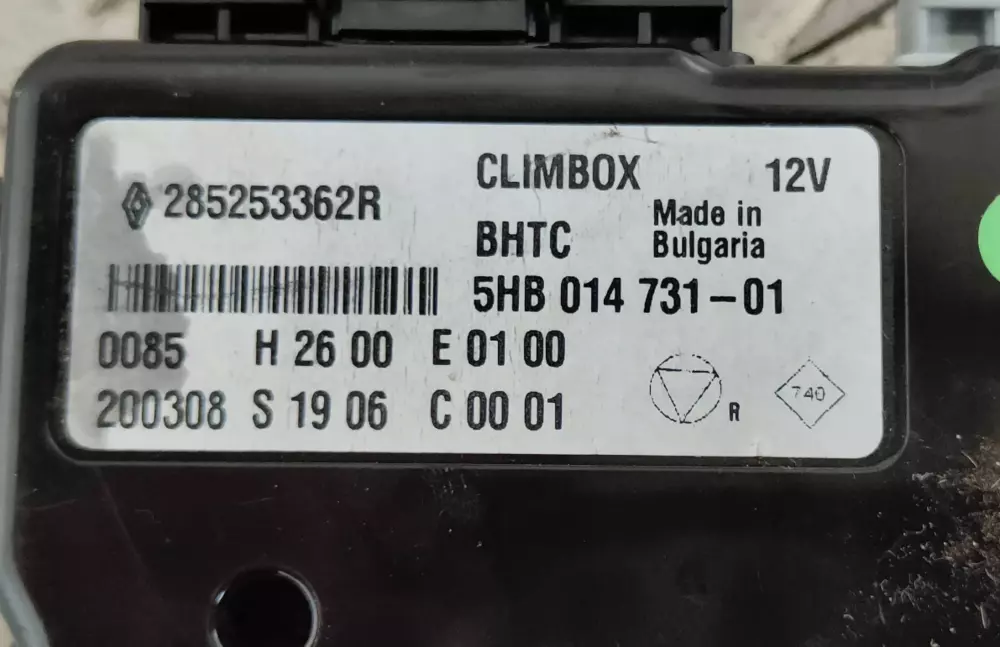 285253362R
CLIMBOX 12V
BHTC Made in
Bulgaria
5HB 014 731-01
0085 H 26 00 E 01 00
200308 S 19 06 C 00 01
R
740